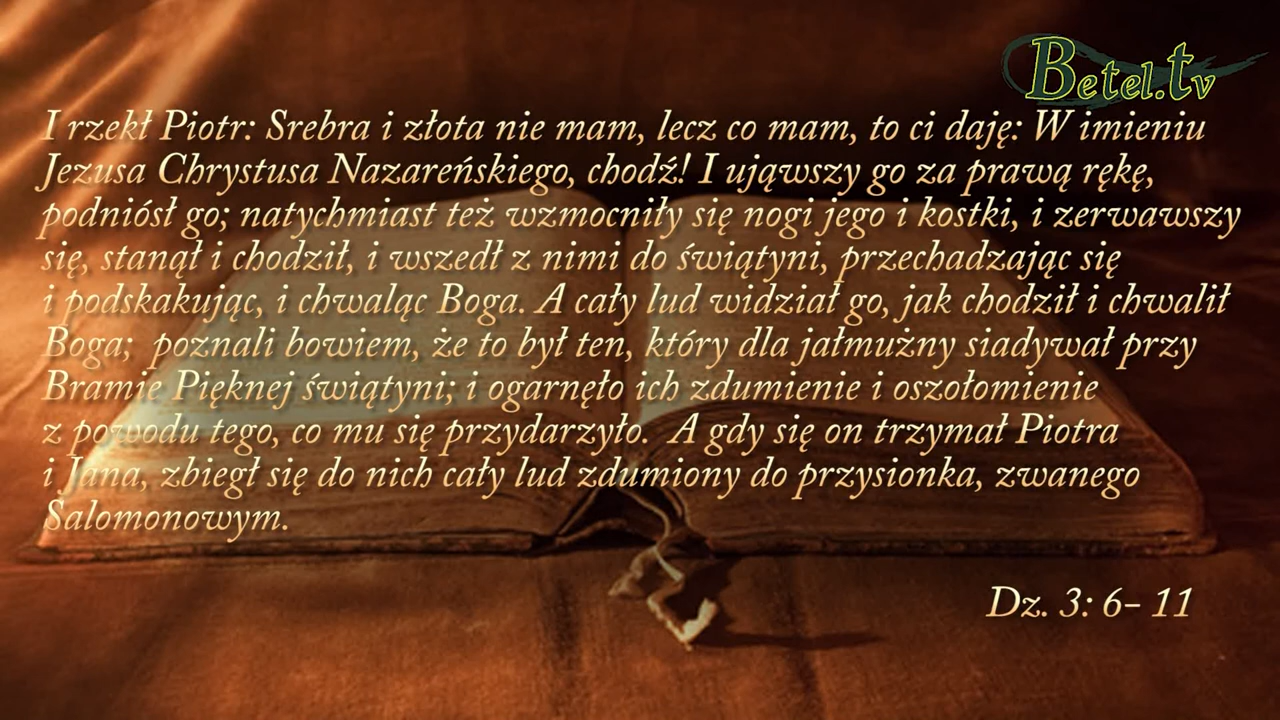 Betel.tv
I rzekł Piotr: Srebra i złota nie mam, lecz co mam, to ci daję: W imieniu
Jezusa Chrystusa Nazareńskiego, chodź! I ująwszy go za prawą rękę,
podniósł go; natychmiast też wzmocniły się nogi jego i kostki, i zerwawszy
się, stanął i chodził, i wszedł z nimi do świątyni, przechadzając się
i podskakując, i chwaląc Boga. A cały lud widział go, jak chodził i chwalił
Boga;  poznali bowiem, że to był ten, który dla jałmużny siadywał przy
Bramie Pięknej świątyni; i ogarnęło ich zdumienie i oszołomienie
z powodu tego, co mu się przydarzyło.  A gdy się on trzymał Piotra
i Jana, zbiegł się do nich cały lud zdumiony do przysionka, zwanego
Salomonowym.
Dz. 3: 6- 11